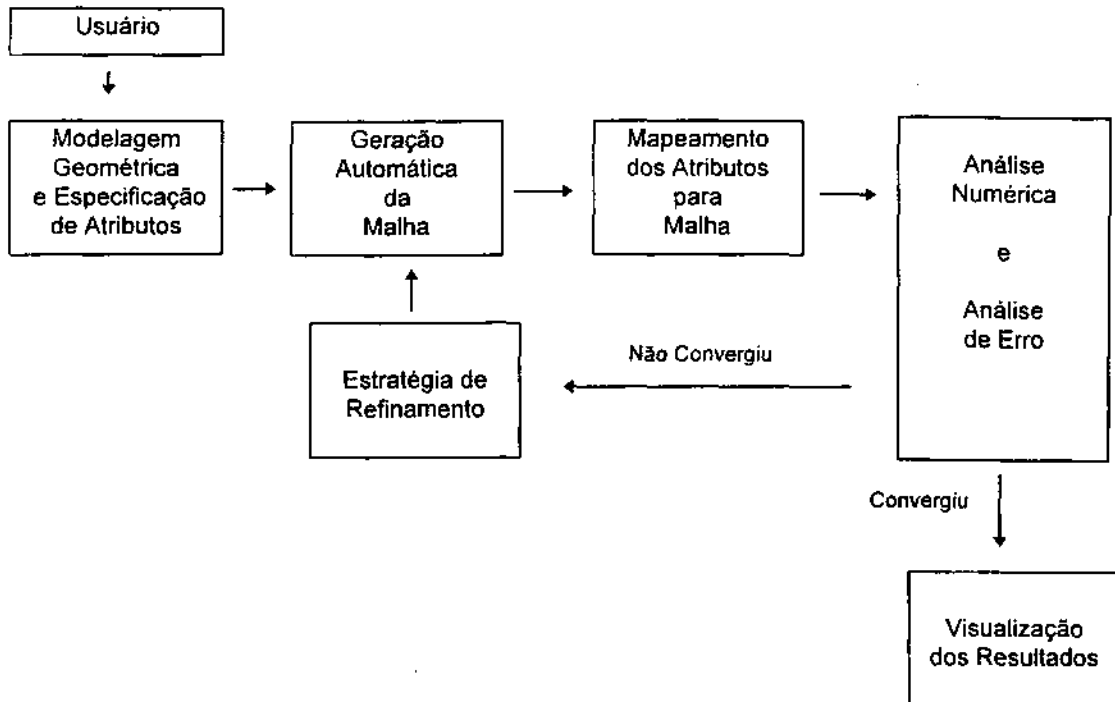 Usuário
Modelagem
Geométrica
e Especificação
de Atributos
Geração
Automática
da
Malha
Mapeamento
dos Atributos
para
Malha
Análise
Numérica
e
Análise
de Erro
Não Convergiu
Estratégia de
Refinamento
Convergiu
Visualização
dos Resultados